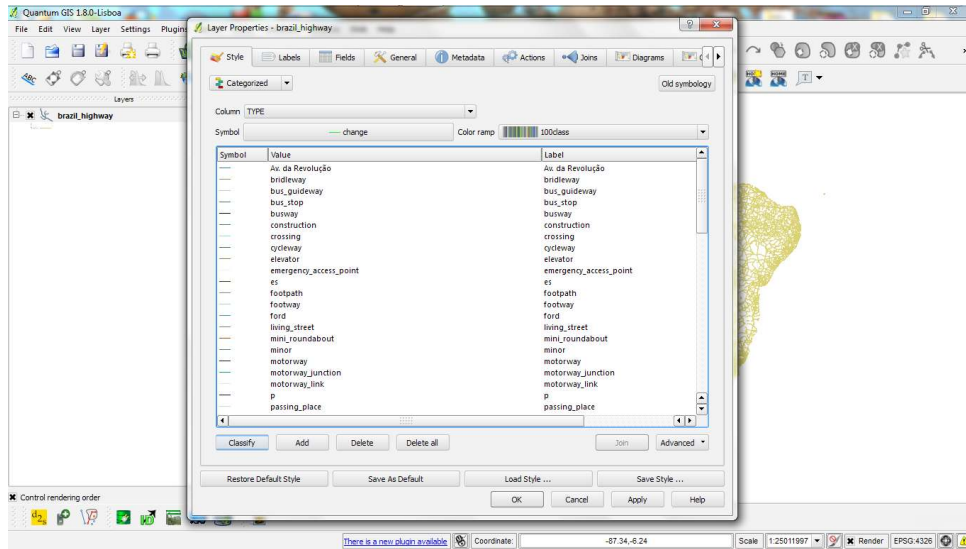 Quantum GIS 1.8.0-Lisboa
File Edit View Layer Settings Plugins
Layers
brazil_highway
Control rendering order
Layer Properties - brazil_highway
Style Labels Fields General Metadata Actions Joins Diagrams
Categorized Old symbology
Column TYPE
Symbol change Color ramp 100class
Symbol Value Label
Av. da Revolução Av. da Revolução
bridleway bridleway
bus_guideway bus_guideway
bus_stop bus_stop
busway busway
construction construction
crossing crossing
cycleway cycleway
elevator elevator
emergency_access_point emergency_access_point
es es
footpath footpath
footway footway
ford ford
living_street living_street
mini_roundabout mini_roundabout
minor minor
motorway motorway
motorway_junction motorway_junction
motorway_link motorway_link
p p
passing_place passing_place
Classify Add Delete Delete all Join Advanced
Restore Default Style Save As Default Load Style ... Save Style ...
OK Cancel Apply Help
There is a new plugin available Coordinate: -87.34,-6.24 Scale 1:25011997 Render EPSG:4326